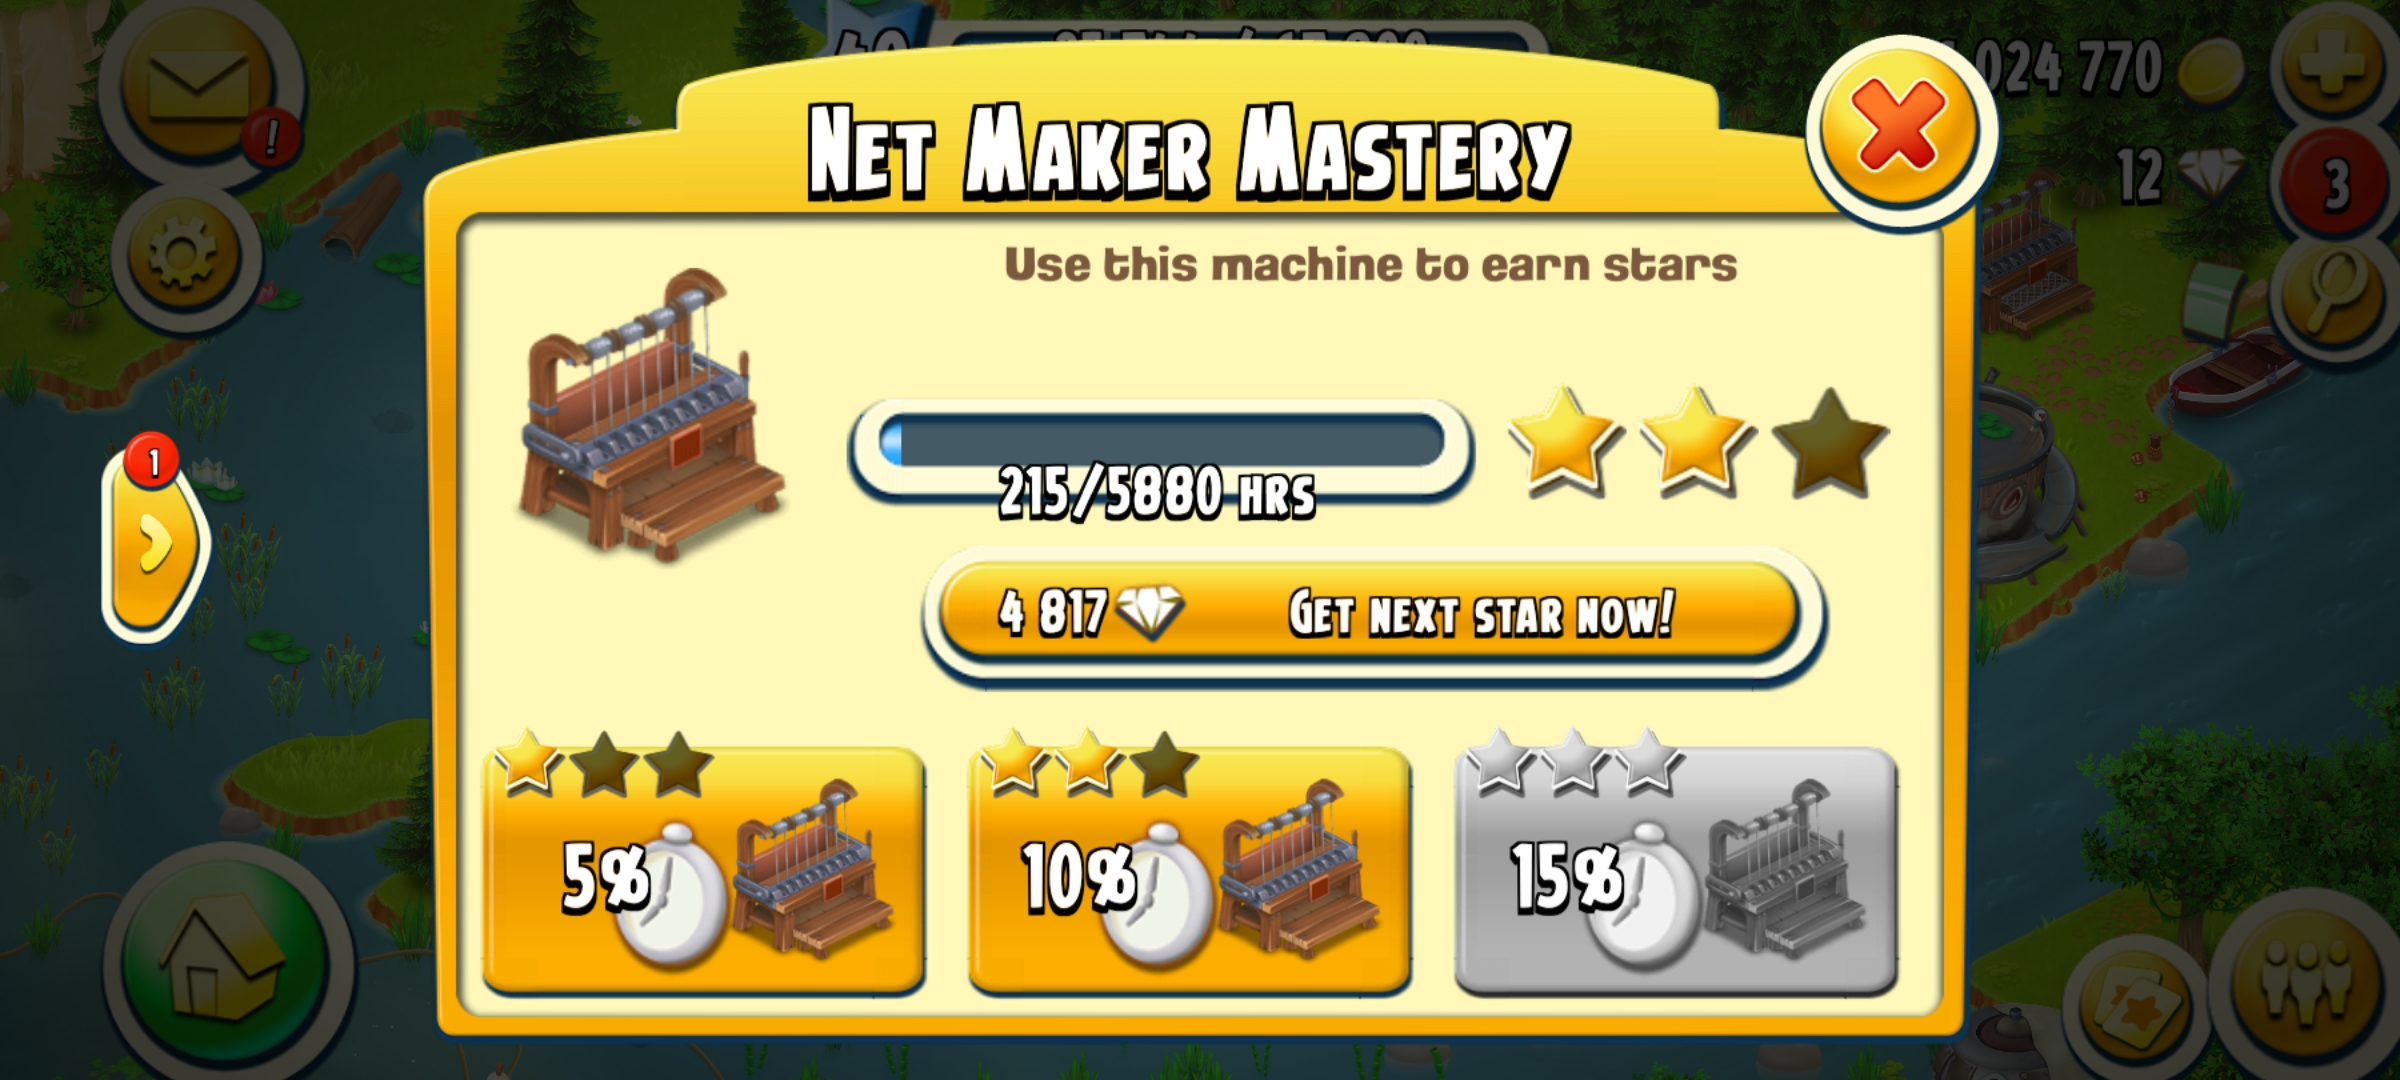 024 770
NET MAKER MASTERY
!
12
3
Use this machine to earn stars
1
215/5880 HRS
4 817
GET NEXT STAR NOW!
5%
10%
15%